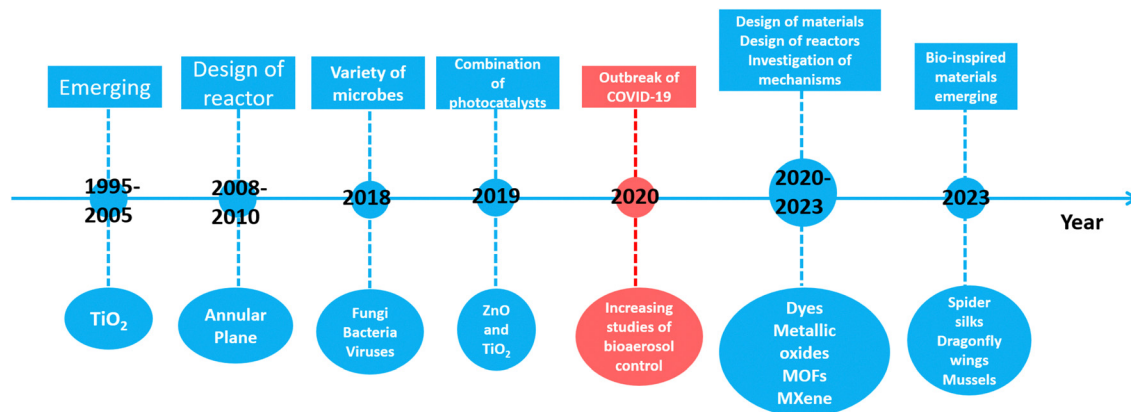 Emerging
Design of
reactor
Variety of
microbes
Combination
of
photocatalysts
Outbreak of
COVID-19
Design of materials
Design of reactors
Investigation of
mechanisms
Bio-inspired
materials
emerging
1995-
2005
2008-
2010
2018
2019
2020
2020-
2023
2023
Year
TiO₂
Annular
Plane
Fungi
Bacteria
Viruses
ZnO
and
TiO₂
Increasing
studies of
bioaerosol
control
Dyes
Metallic
oxides
MOFs
MXene
Spider
silks
Dragonfly
wings
Mussels